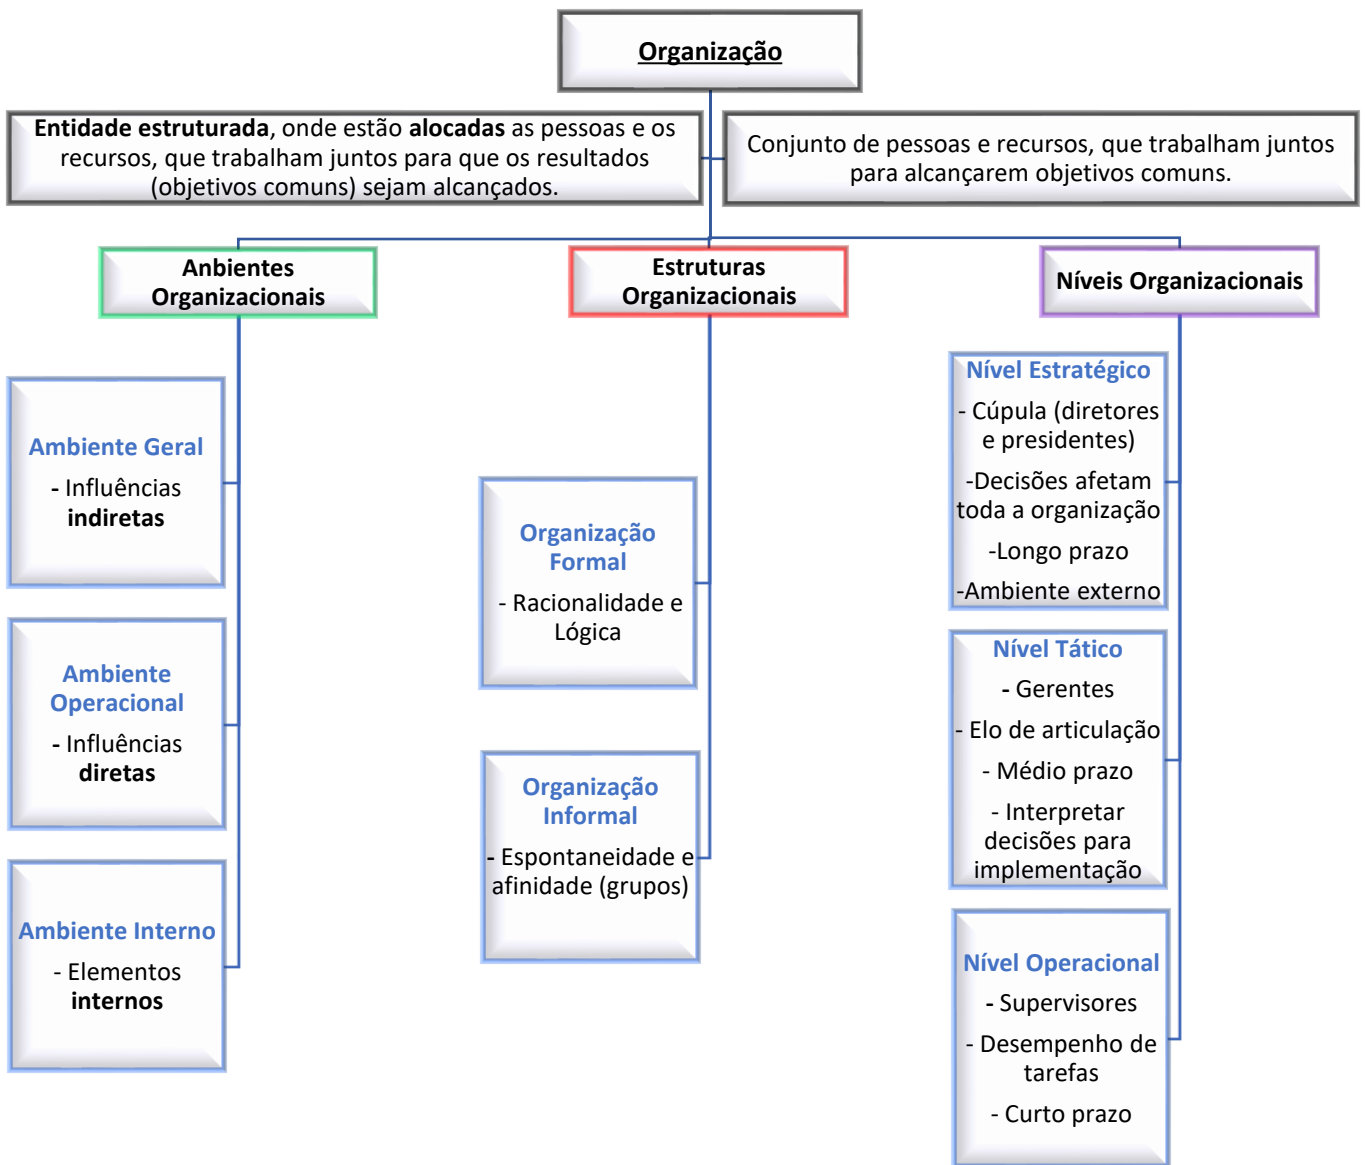 Organização
Entidade estruturada, onde estão alocadas as pessoas e os
recursos, que trabalham juntos para que os resultados
(objetivos comuns) sejam alcançados.
Conjunto de pessoas e recursos, que trabalham juntos
para alcançarem objetivos comuns.
Anbientes
Organizacionais
Ambiente Geral
- Influências
indiretas
Ambiente
Operacional
- Influências
diretas
Ambiente Interno
- Elementos
internos
Estruturas
Organizacionais
Organização
Formal
- Racionalidade e
Lógica
Organização
Informal
- Espontaneidade e
afinidade (grupos)
Níveis Organizacionais
Nível Estratégico
- Cúpula (diretores
e presidentes)
-Decisões afetam
toda a organização
-Longo prazo
-Ambiente externo
Nível Tático
- Gerentes
- Elo de articulação
- Médio prazo
- Interpretar
decisões para
implementação
Nível Operacional
- Supervisores
- Desempenho de
tarefas
- Curto prazo